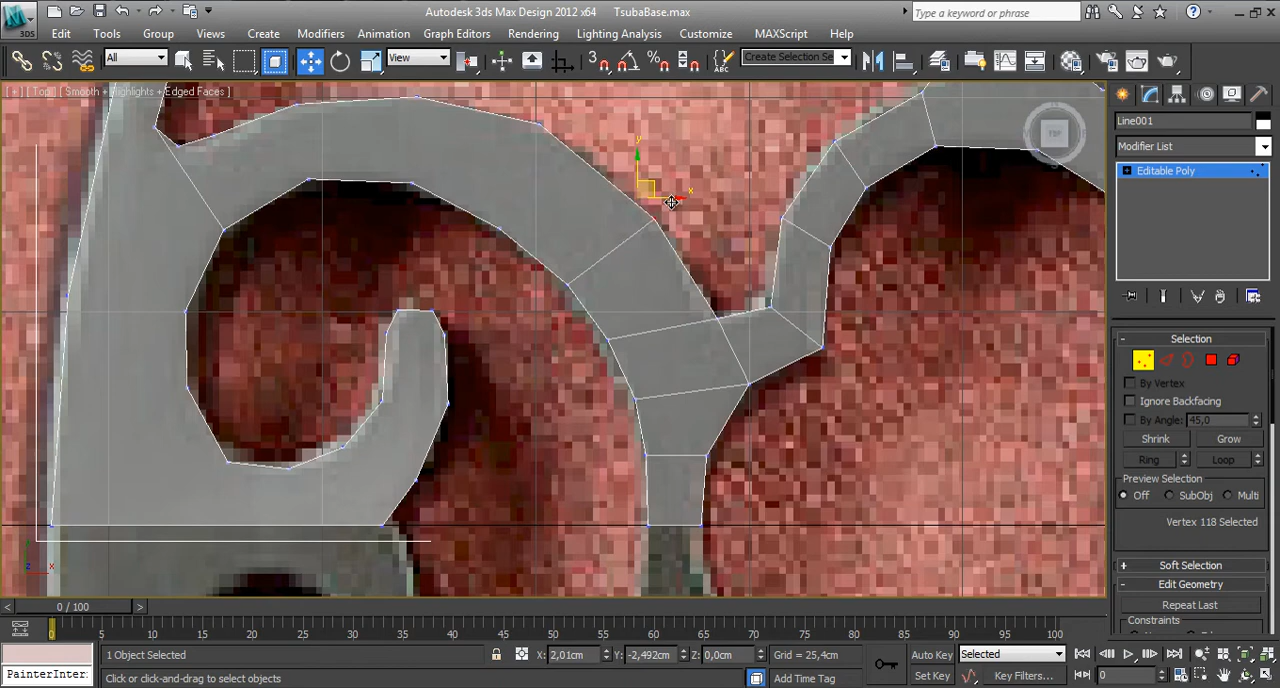 Autodesk 3ds Max Design 2012 x64 TsubaBase.max
Type a keyword or phrase
3DS
Edit Tools Group Views Create Modifiers Animation Graph Editors Rendering Lighting Analysis Customize MAXScript Help
All View Create Selection Se
[ + ] [ Top ] [ Smooth + Highlights + Edged Faces ]
TOP
y
x
Line001
Modifier List
Editable Poly
- Selection
By Vertex
Ignore Backfacing
By Angle: 45,0
Shrink Grow
Ring Loop
Preview Selection
Off SubObj Multi
Vertex 118 Selected
+ Soft Selection
- Edit Geometry
Repeat Last
Constraints
z x
< 0 / 100 >
0 5 10 15 20 25 30 35 40 45 50 55 60 65 70 75 80 85 90 95 100
1 Object Selected X: 2,01cm Y: -2,492cm Z: 0,0cm Grid = 25,4cm Auto Key Selected
PainterInter Click or click-and-drag to select objects Add Time Tag Set Key Key Filters... 0